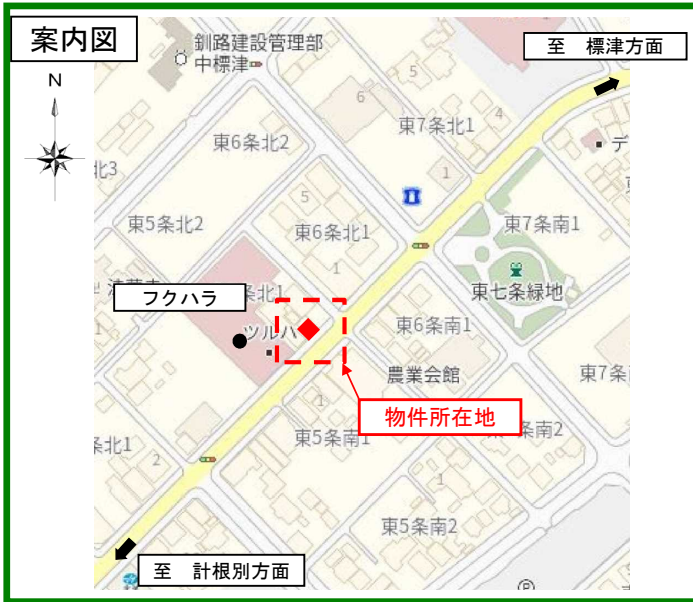 案内図
N
釧路建設管理部
中標津
至 標津方面
5
6
東7条北1
4
東6条北2
北3
1
デ
5
東5条北2
東6条北1
東7条南1
1
フクハラ
条北1
東七条緑地
ツルハ
東6条南1
農業会館
東7条
物件所在地
1
東5条南1
条南2
条北1
2
1
東5条南2
至 計根別方面
P